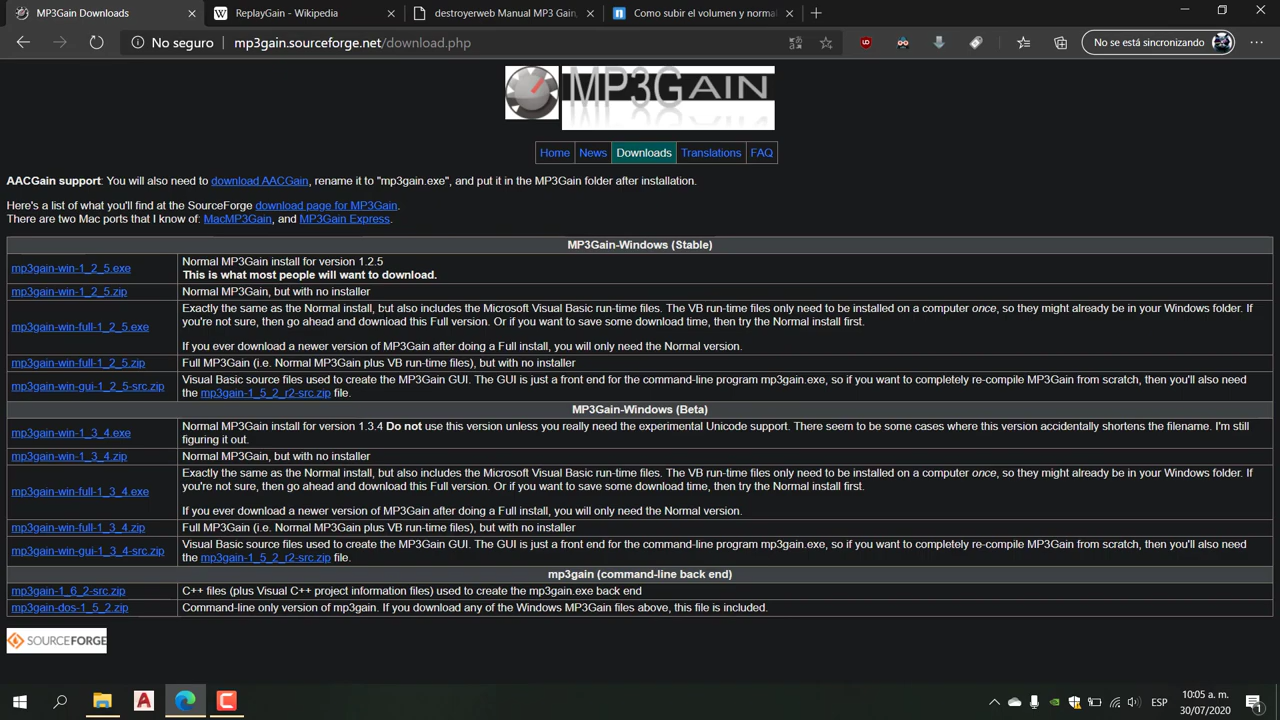 MP3Gain Downloads
ReplayGain - Wikipedia
destroyerweb Manual MP3 Gain,
Como subir el volumen y norma
No seguro
mp3gain.sourceforge.net/download.php
No se está sincronizando
MP3GAIN
Home
News
Downloads
Translations
FAQ
AACGain support: You will also need to download AACGain, rename it to "mp3gain.exe", and put it in the MP3Gain folder after installation.
Here's a list of what you'll find at the SourceForge download page for MP3Gain.
There are two Mac ports that I know of: MacMP3Gain, and MP3Gain Express.
MP3Gain-Windows (Stable)
mp3gain-win-1_2_5.exe
Normal MP3Gain install for version 1.2.5
This is what most people will want to download.
mp3gain-win-1_2_5.zip
Normal MP3Gain, but with no installer
mp3gain-win-full-1_2_5.exe
Exactly the same as the Normal install, but also includes the Microsoft Visual Basic run-time files. The VB run-time files only need to be installed on a computer once, so they might already be in your Windows folder. If
you're not sure, then go ahead and download this Full version. Or if you want to save some download time, then try the Normal install first.
If you ever download a newer version of MP3Gain after doing a Full install, you will only need the Normal version.
mp3gain-win-full-1_2_5.zip
Full MP3Gain (i.e. Normal MP3Gain plus VB run-time files), but with no installer
mp3gain-win-gui-1_2_5-src.zip
Visual Basic source files used to create the MP3Gain GUI. The GUI is just a front end for the command-line program mp3gain.exe, so if you want to completely re-compile MP3Gain from scratch, then you'll also need
the mp3gain-1_5_2_r2-src.zip file.
MP3Gain-Windows (Beta)
mp3gain-win-1_3_4.exe
Normal MP3Gain install for version 1.3.4 Do not use this version unless you really need the experimental Unicode support. There seem to be some cases where this version accidentally shortens the filename. I'm still
figuring it out.
mp3gain-win-1_3_4.zip
Normal MP3Gain, but with no installer
mp3gain-win-full-1_3_4.exe
Exactly the same as the Normal install, but also includes the Microsoft Visual Basic run-time files. The VB run-time files only need to be installed on a computer once, so they might already be in your Windows folder. If
you're not sure, then go ahead and download this Full version. Or if you want to save some download time, then try the Normal install first.
If you ever download a newer version of MP3Gain after doing a Full install, you will only need the Normal version.
mp3gain-win-full-1_3_4.zip
Full MP3Gain (i.e. Normal MP3Gain plus VB run-time files), but with no installer
mp3gain-win-gui-1_3_4-src.zip
Visual Basic source files used to create the MP3Gain GUI. The GUI is just a front end for the command-line program mp3gain.exe, so if you want to completely re-compile MP3Gain from scratch, then you'll also need
the mp3gain-1_5_2_r2-src.zip file.
mp3gain (command-line back end)
mp3gain-1_6_2-src.zip
C++ files (plus Visual C++ project information files) used to create the mp3gain.exe back end
mp3gain-dos-1_5_2.zip
Command-line only version of mp3gain. If you download any of the Windows MP3Gain files above, this file is included.
SOURCEFORGE
ESP
10:05 a. m.
30/07/2020
1